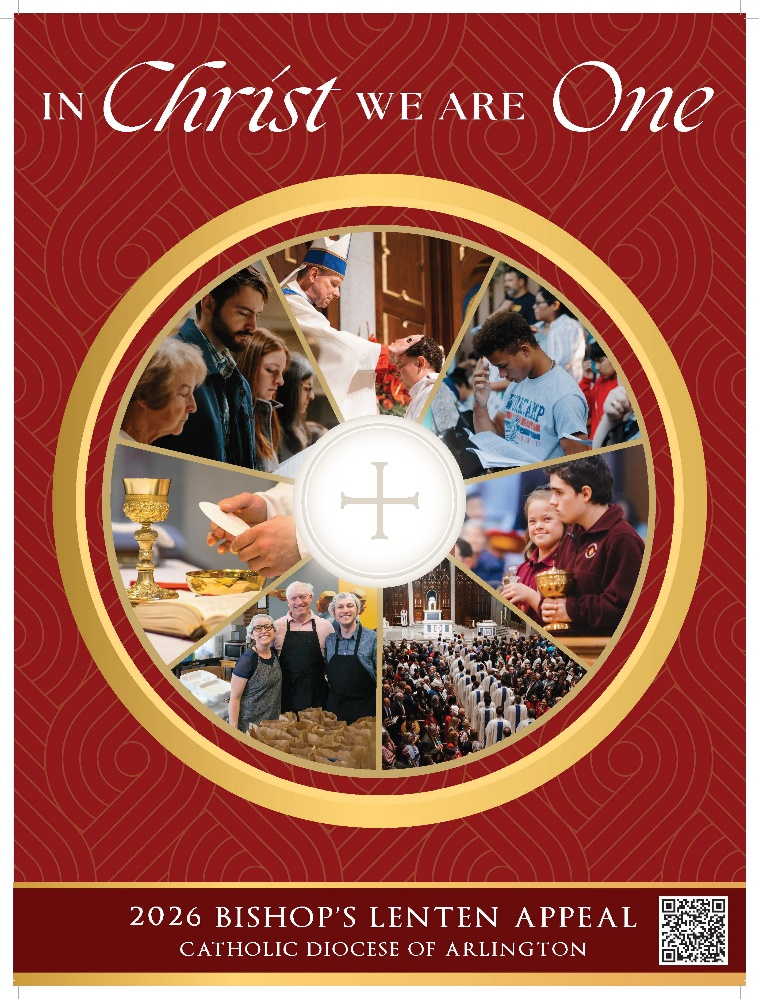 IN Christ WE ARE One
2026 BISHOP'S LENTEN APPEAL
CATHOLIC DIOCESE OF ARLINGTON